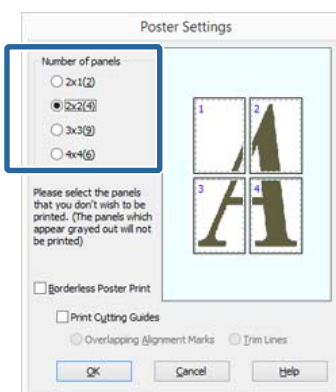 Poster Settings
Number of panels
2x1(2)
2x2(4)
3x3(9)
4x4(6)
1
2
3
4
Please select the panels
that you don't wish to be
printed. (The panels which
appear grayed out will not
be printed)
Borderless Poster Print
Print Cutting Guides
Overlapping Alignment Marks
Trim Lines
OK
Cancel
Help